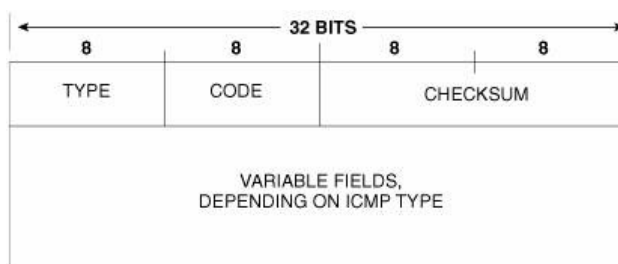 32 BITS
8 8 8 8
TYPE CODE CHECKSUM
VARIABLE FIELDS,
DEPENDING ON ICMP TYPE